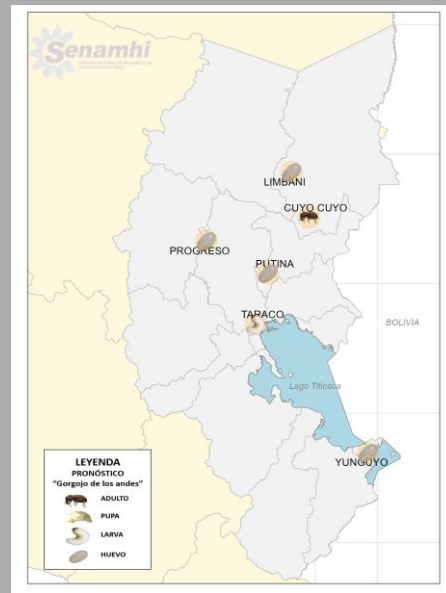 Senamhi
LIMBANI
CUYO CUYO
PROGRESO
PUTINA
TARACO
BOLIVIA
Lago Titicaca
YUNGUYO
LEYENDA
PRONÓSTICO
"Gorgojo de los andes"
ADULTO
PUPA
LARVA
HUEVO